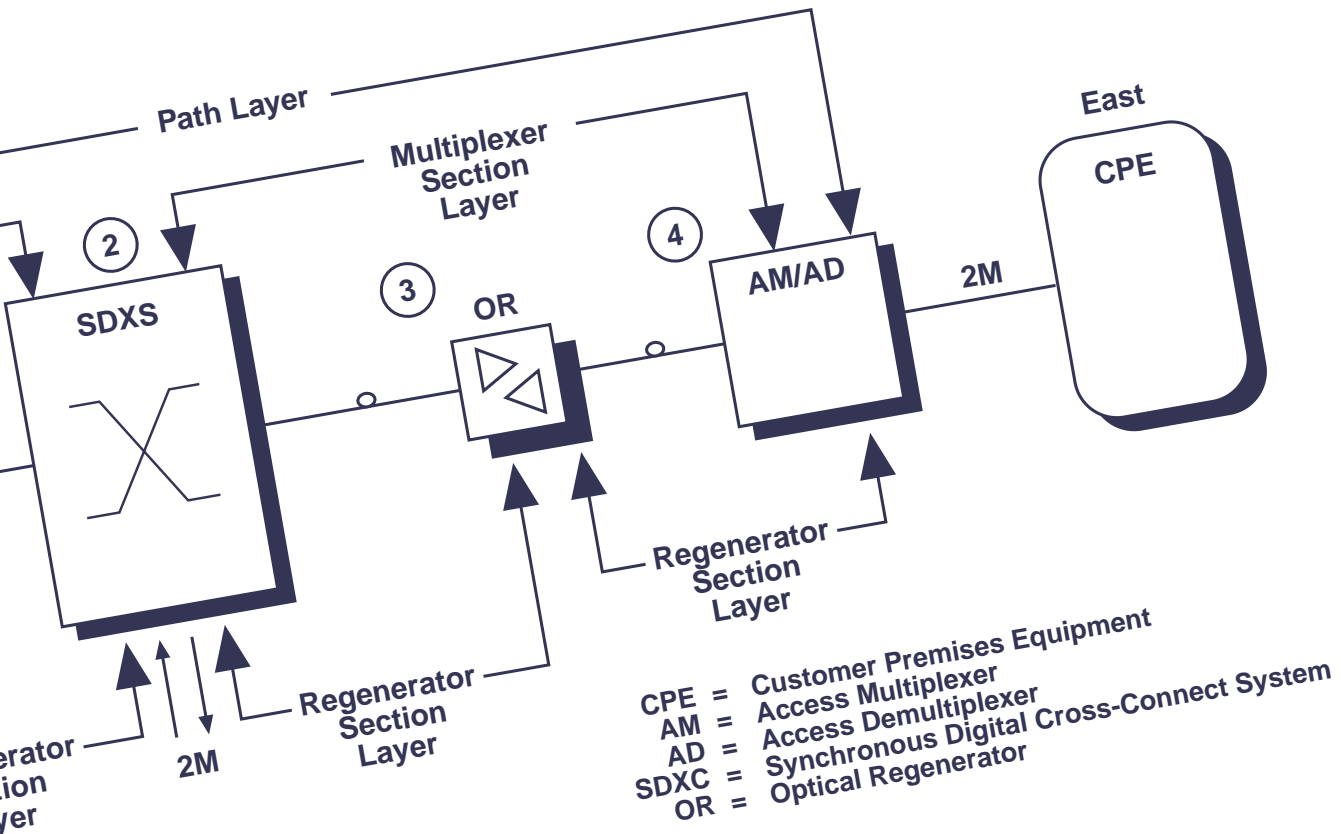 Path Layer
Multiplexer
Section
Layer
East
CPE
2
SDXS
3
OR
4
AM/AD
2M
Regenerator
Section
Layer
Regenerator
Section
Layer
2M
CPE = Customer Premises Equipment
AM = Access Multiplexer
AD = Access Demultiplexer
SDXC = Synchronous Digital Cross-Connect System
OR = Optical Regenerator